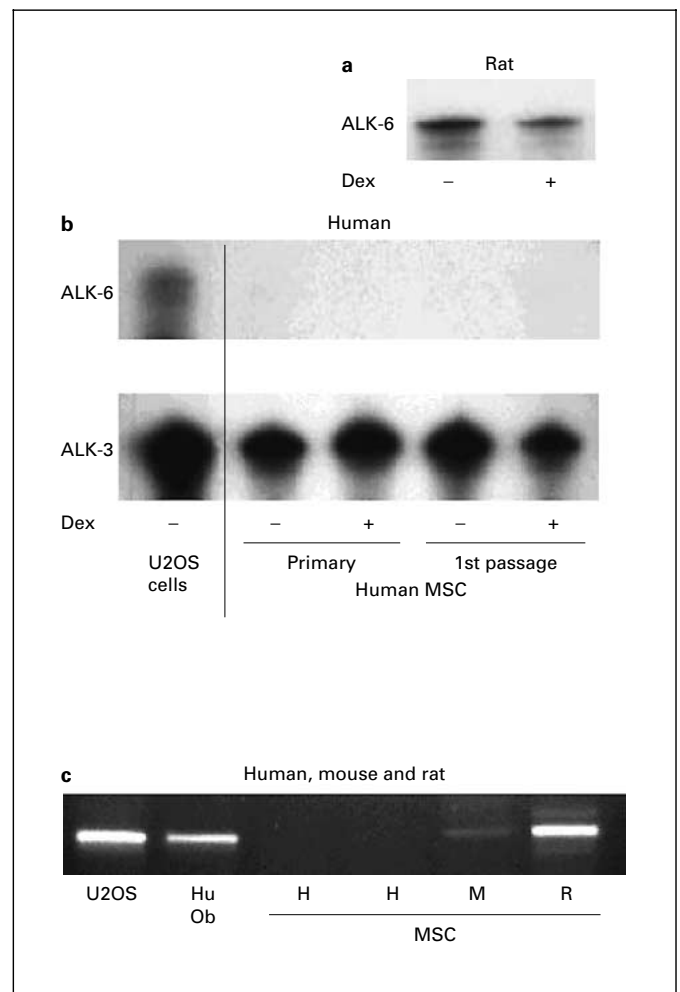 a Rat
ALK-6
Dex – +
b Human
ALK-6
ALK-3
Dex – – + – +
U2OS cells
Primary 1st passage
Human MSC
c Human, mouse and rat
U2OS Hu Ob H H M R
MSC